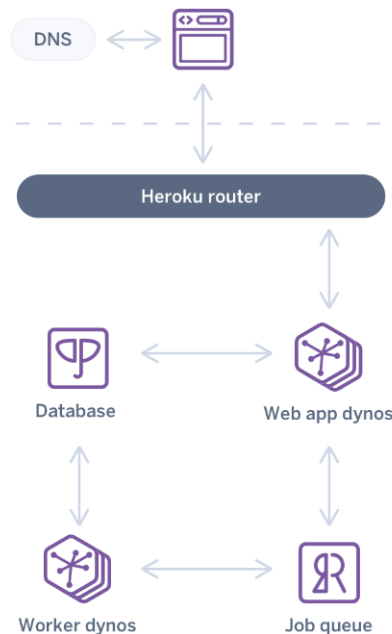 DNS
Heroku router
Database
Web app dynos
Worker dynos
Job queue